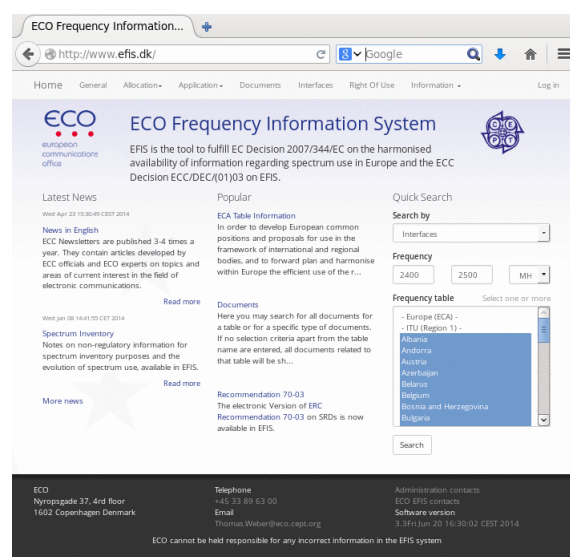 ECO Frequency Information...
http://www.efis.dk/
Google
Home General Allocation Application Documents Interfaces Right Of Use Information Log in
ECO
european
communications
office
ECO Frequency Information System
EFIS is the tool to fulfill EC Decision 2007/344/EC on the harmonised
availability of information regarding spectrum use in Europe and the ECC
Decision ECC/DEC/(01)03 on EFIS.
CEPT
Latest News
Wed Apr 23 15:30:49 CEST 2014
News in English
ECC Newsletters are published 3-4 times a
year. They contain articles developed by
ECC officials and ECO experts on topics and
areas of current interest in the field of
electronic communications.
Read more
Wed Jan 08 14:41:55 CET 2014
Spectrum Inventory
Notes on non-regulatory information for
spectrum inventory purposes and the
evolution of spectrum use, available in EFIS.
Read more
More news
Popular
ECA Table Information
In order to develop European common
positions and proposals for use in the
framework of international and regional
bodies, and to forward plan and harmonise
within Europe the efficient use of the r...
Documents
Here you may search for all documents for
a table or for a specific type of documents.
If no selection criteria apart from the table
name are entered, all documents related to
that table will be sh...
Recommendation 70-03
The electronic Version of ERC
Recommendation 70-03 on SRDs is now
available in EFIS.
Quick Search
Search by
Interfaces
Frequency
2400 2500 MH
Frequency table Select one or more
- Europe (ECA) -
- ITU (Region 1) -
Albania
Andorra
Austria
Azerbaijan
Belarus
Belgium
Bosnia and Herzegovina
Bulgaria
Search
ECO
Nyropsgade 37, 4rd floor
1602 Copenhagen Denmark
Telephone
+45 33 89 63 00
Email
Thomas.Weber@eco.cept.org
Administration contacts
ECO EFIS contacts
Software version
3.3Fri Jun 20 16:30:02 CEST 2014
ECO cannot be held responsible for any incorrect information in the EFIS system